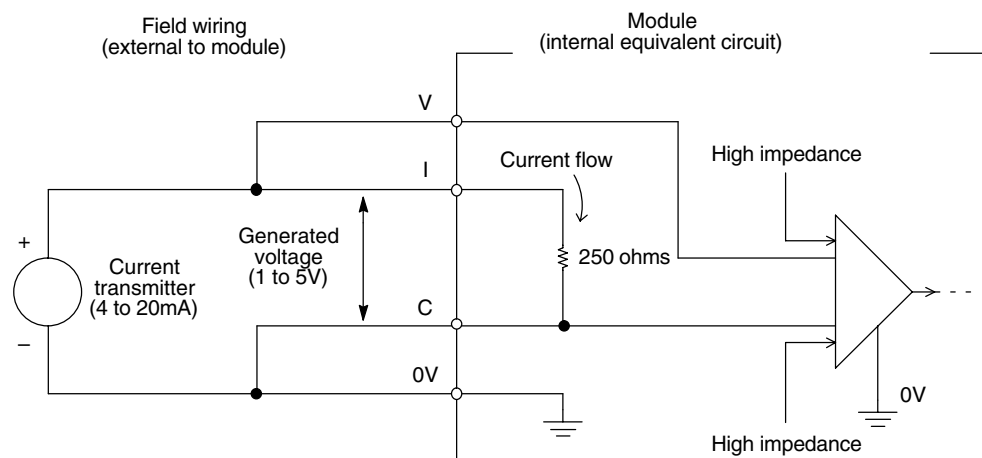 Field wiring
(external to module)
Module
(internal equivalent circuit)
V
I
Current flow
High impedance
+
Current
transmitter
(4 to 20mA)
–
Generated
voltage
(1 to 5V)
250 ohms
C
0V
0V
High impedance